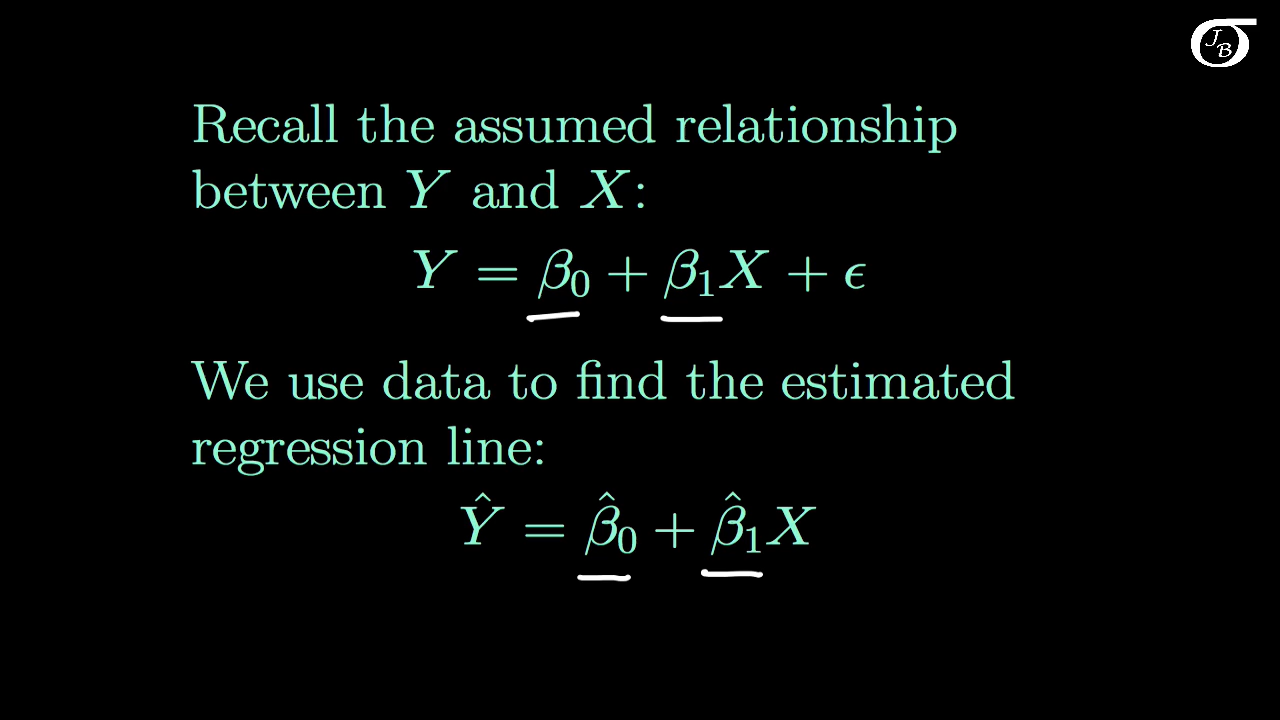 JB
Recall the assumed relationship
between Y and X:
Y = β₀ + β₁X + ϵ
We use data to find the estimated
regression line:
Ŷ = β̂₀ + β̂₁X